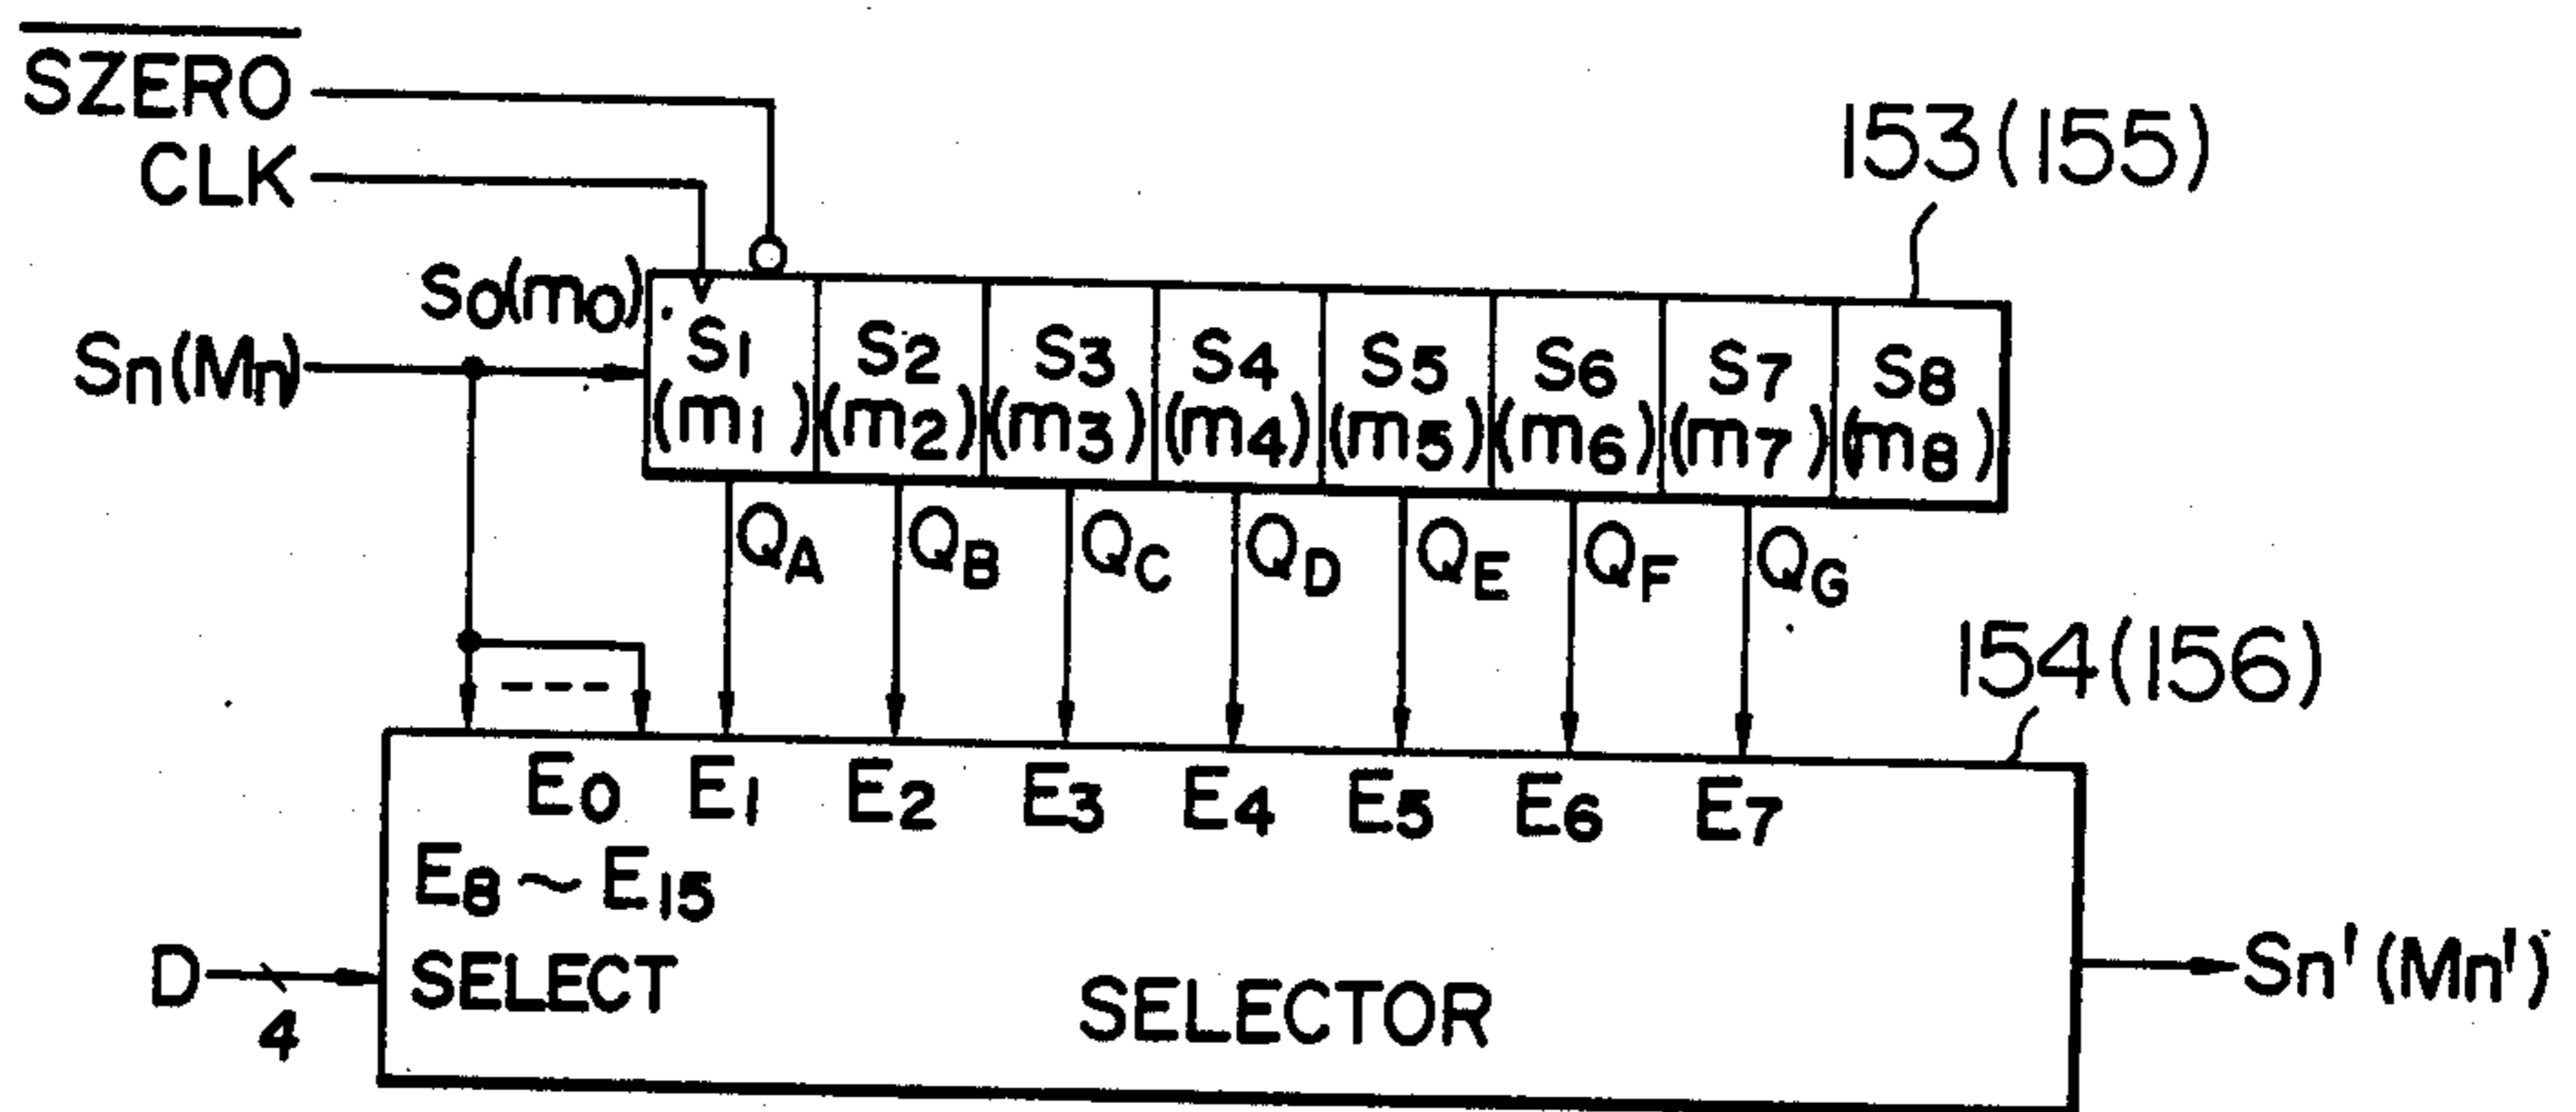 SZERO
CLK
153(155)
S0(m0)
Sn(Mn)
S1 S2 S3 S4 S5 S6 S7 S8
(m1) (m2) (m3) (m4) (m5) (m6) (m7) (m8)
QA QB QC QD QE QF QG
154(156)
E0 E1 E2 E3 E4 E5 E6 E7
E8~E15
D
4
SELECT
SELECTOR
Sn'(Mn')